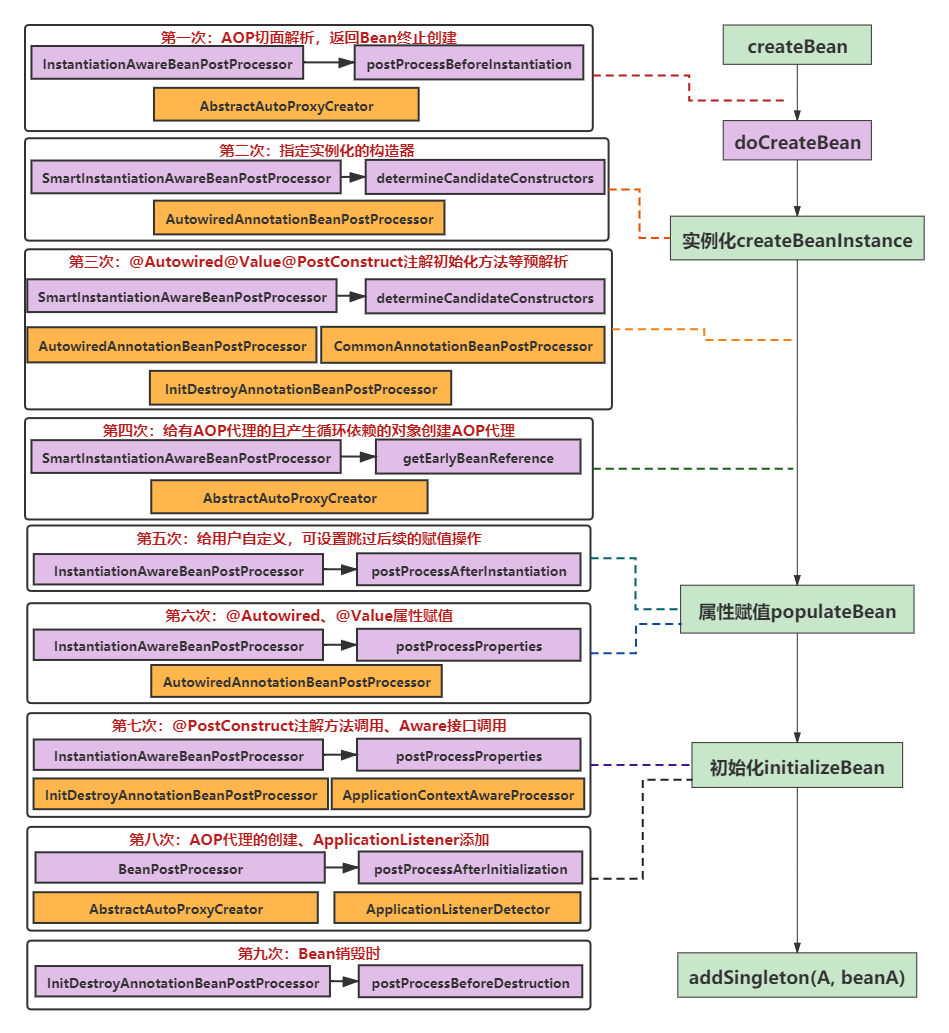 第一次：AOP切面解析，返回Bean终止创建
InstantiationAwareBeanPostProcessor
postProcessBeforeInstantiation
AbstractAutoProxyCreator
第二次：指定实例化的构造器
SmartInstantiationAwareBeanPostProcessor
determineCandidateConstructors
AutowiredAnnotationBeanPostProcessor
第三次：@Autowired@Value@PostConstruct注解初始化方法等预解析
SmartInstantiationAwareBeanPostProcessor
determineCandidateConstructors
AutowiredAnnotationBeanPostProcessor
CommonAnnotationBeanPostProcessor
InitDestroyAnnotationBeanPostProcessor
第四次：给有AOP代理的且产生循环依赖的对象创建AOP代理
SmartInstantiationAwareBeanPostProcessor
getEarlyBeanReference
AbstractAutoProxyCreator
第五次：给用户自定义，可设置跳过后续的赋值操作
InstantiationAwareBeanPostProcessor
postProcessAfterInstantiation
第六次：@Autowired、@Value属性赋值
InstantiationAwareBeanPostProcessor
postProcessProperties
AutowiredAnnotationBeanPostProcessor
第七次：@PostConstruct注解方法调用、Aware接口调用
InstantiationAwareBeanPostProcessor
postProcessProperties
InitDestroyAnnotationBeanPostProcessor
ApplicationContextAwareProcessor
第八次：AOP代理的创建、ApplicationListener添加
BeanPostProcessor
postProcessAfterInitialization
AbstractAutoProxyCreator
ApplicationListenerDetector
第九次：Bean销毁时
InitDestroyAnnotationBeanPostProcessor
postProcessBeforeDestruction
createBean
doCreateBean
实例化createBeanInstance
属性赋值populateBean
初始化initializeBean
addSingleton(A, beanA)